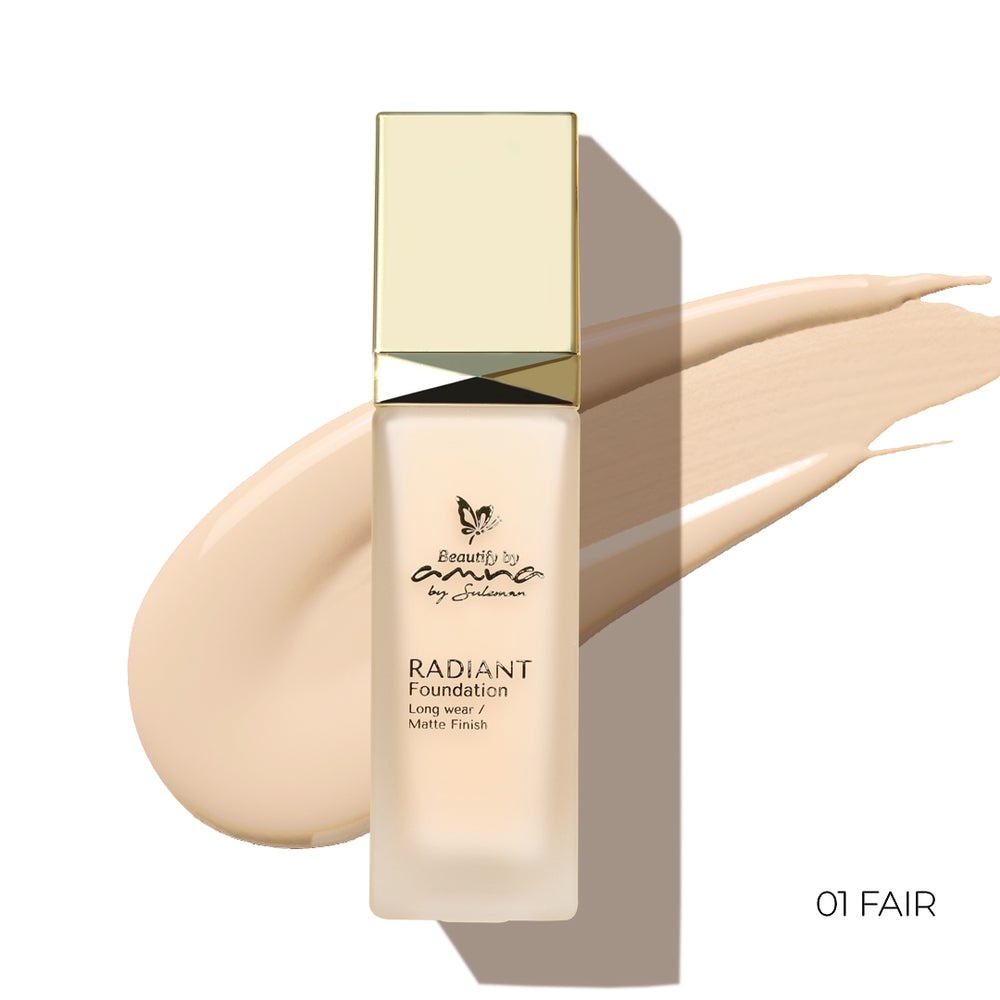 Beautify by
amna
by Suleman
RADIANT
Foundation
Long wear /
Matte Finish
01 FAIR